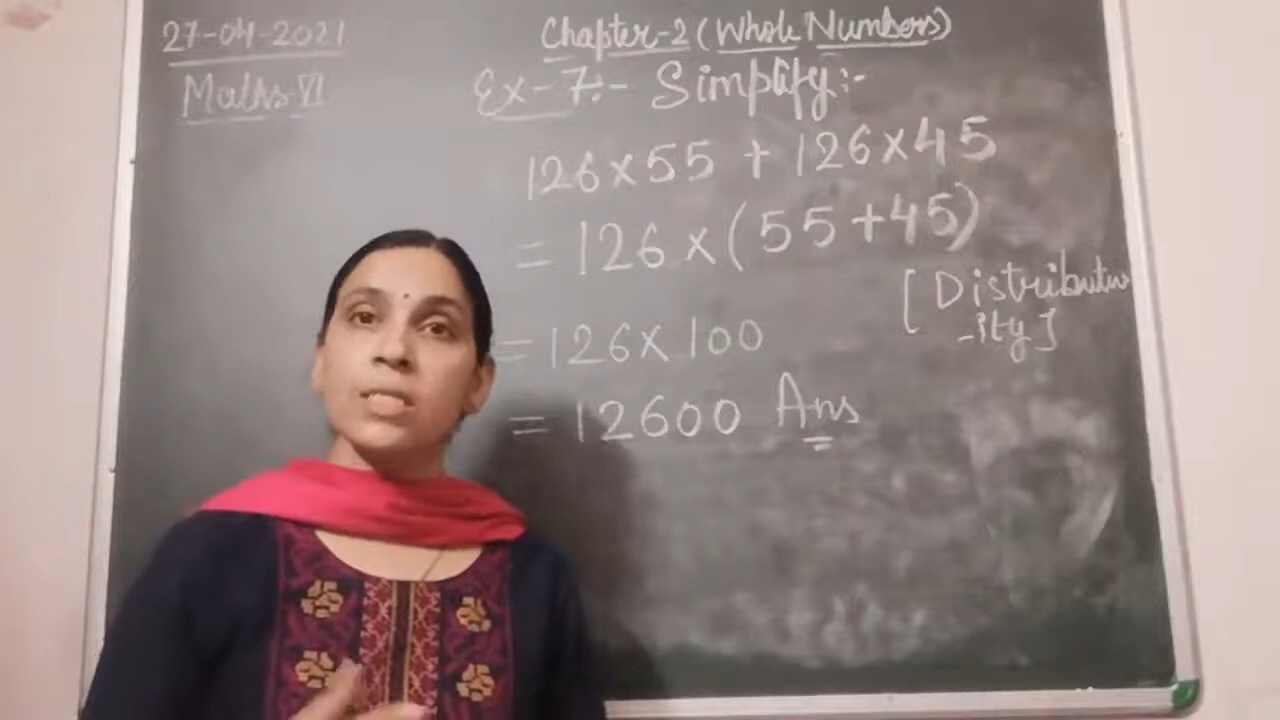 27-04-2021
Maths VI
Chapter-2 (Whole Numbers)
Ex-7:- Simplify:-
126×55 + 126×45
= 126×(55+45)
[Distributiv
-ity]
= 126×100
= 12600 Ans